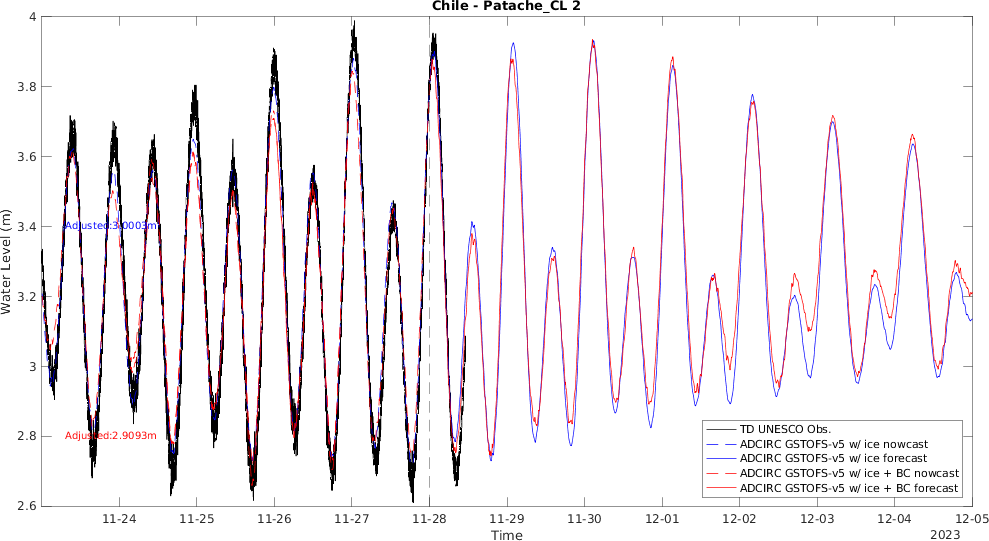 Chile - Patache_CL 2
4
3.8
3.6
3.4
3.2
3
2.8
2.6
Water Level (m)
Adjusted:3.0003m
Adjusted:2.9093m
TD UNESCO Obs.
ADCIRC GSTOFS-v5 w/ ice nowcast
ADCIRC GSTOFS-v5 w/ ice forecast
ADCIRC GSTOFS-v5 w/ ice + BC nowcast
ADCIRC GSTOFS-v5 w/ ice + BC forecast
11-24 11-25 11-26 11-27 11-28 11-29 11-30 12-01 12-02 12-03 12-04 12-05
Time
2023